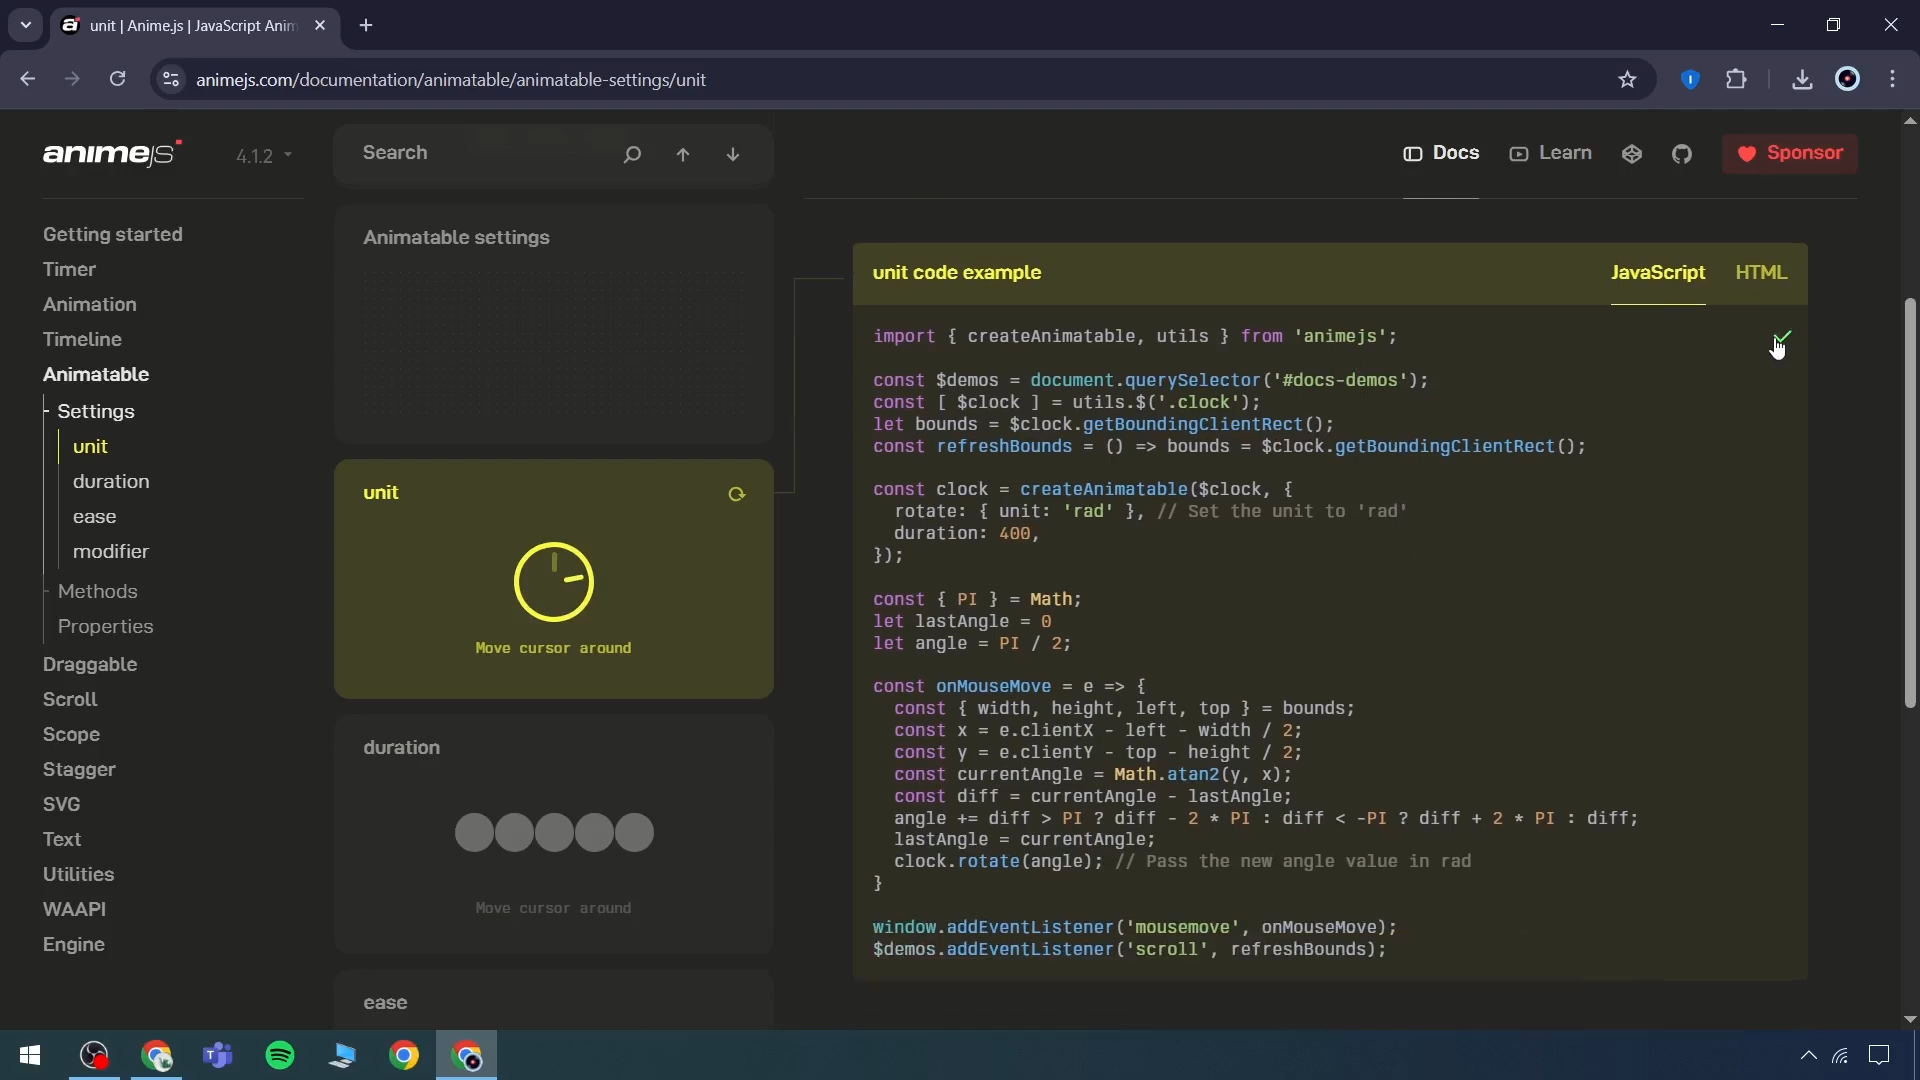 unit | Anime.js | JavaScript Anim
animejs.com/documentation/animatable/animatable-settings/unit
animeJS
4.1.2
Search
Docs
Learn
Sponsor
Getting started
Timer
Animation
Timeline
Animatable
Settings
unit
duration
ease
modifier
Methods
Properties
Draggable
Scroll
Scope
Stagger
SVG
Text
Utilities
WAAPI
Engine
Animatable settings
unit
Move cursor around
duration
Move cursor around
ease
unit code example
JavaScript
HTML
import { createAnimatable, utils } from 'animejs';
const $demos = document.querySelector('#docs-demos');
const [ $clock ] = utils.$('.clock');
let bounds = $clock.getBoundingClientRect();
const refreshBounds = () => bounds = $clock.getBoundingClientRect();
const clock = createAnimatable($clock, {
  rotate: { unit: 'rad' }, // Set the unit to 'rad'
  duration: 400,
});
const { PI } = Math;
let lastAngle = 0
let angle = PI / 2;
const onMouseMove = e => {
  const { width, height, left, top } = bounds;
  const x = e.clientX - left - width / 2;
  const y = e.clientY - top - height / 2;
  const currentAngle = Math.atan2(y, x);
  const diff = currentAngle - lastAngle;
  angle += diff > PI ? diff - 2 * PI : diff < -PI ? diff + 2 * PI : diff;
  lastAngle = currentAngle;
  clock.rotate(angle); // Pass the new angle value in rad
}
window.addEventListener('mousemove', onMouseMove);
$demos.addEventListener('scroll', refreshBounds);